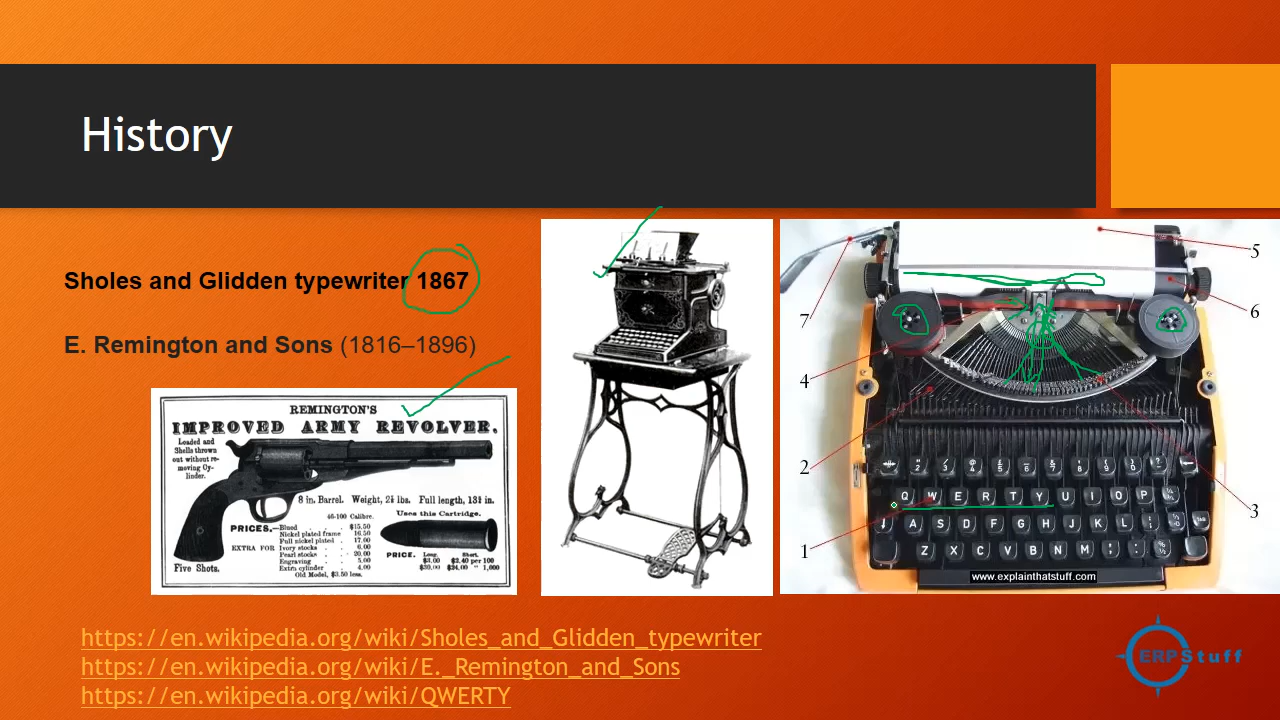 History
Sholes and Glidden typewriter 1867
E. Remington and Sons (1816–1896)
REMINGTON'S
IMPROVED ARMY REVOLVER.
Loaded and
Shells thrown
out without re-
moving Cy-
linder.
8 in. Barrel. Weight, 2¾ lbs. Full length, 13¾ in.
46-100 Calibre.
Uses this Cartridge.
PRICES.—Blued $15.50
Nickel plated frame 16.50
Full nickel plated 17.00
EXTRA FOR Ivory stocks 6.00
Pearl stocks 20.00
Engraving 5.00
Extra cylinder 4.00
Old Model, $3.50 less.
Five Shots.
PRICE. Long. Short.
$3.00 $2.40 per 100
$30.00 $24.00 " 1,000
5
6
7
4
2
3
1
Q W E R T Y U I O P
A S D F G H J K L
Z X C V B N M
www.explainthatstuff.com
https://en.wikipedia.org/wiki/Sholes_and_Glidden_typewriter
https://en.wikipedia.org/wiki/E._Remington_and_Sons
https://en.wikipedia.org/wiki/QWERTY
ERPStuff